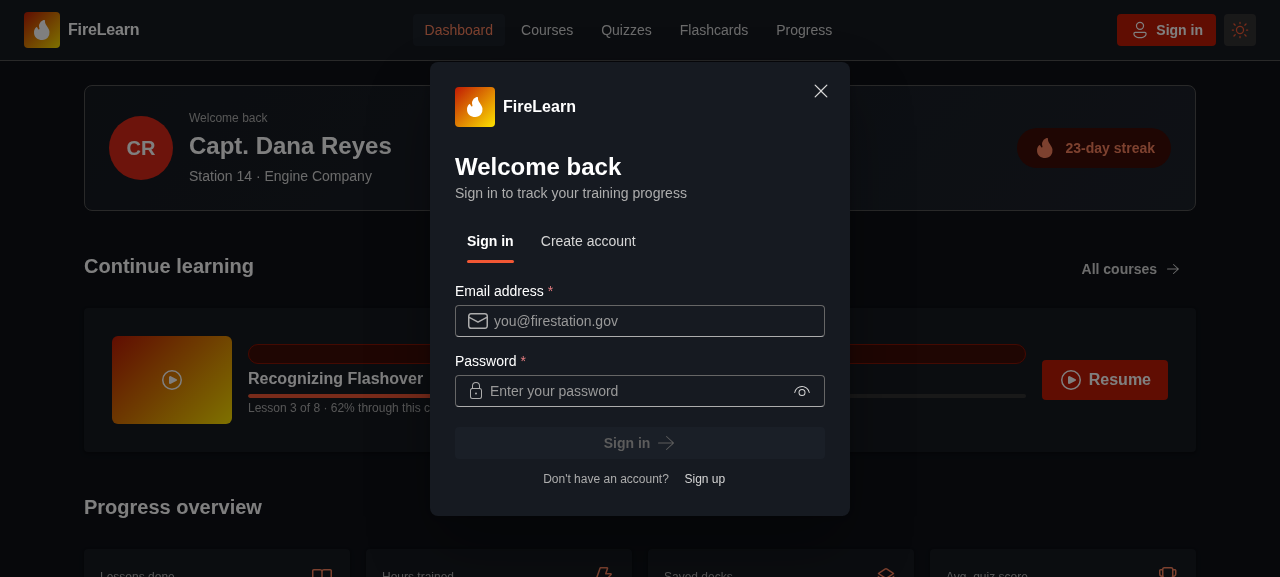 FireLearn
Dashboard
Courses
Quizzes
Flashcards
Progress
Sign in
CR
Welcome back
Capt. Dana Reyes
Station 14 · Engine Company
23-day streak
FireLearn
Welcome back
Sign in to track your training progress
Sign in
Create account
Email address *
you@firestation.gov
Password *
Enter your password
Sign in
Don't have an account? Sign up
Continue learning
All courses
Recognizing Flashover
Lesson 3 of 8 · 62% through this c
Resume
Progress overview
Lessons done
Hours trained
Saved decks
Avg. quiz score